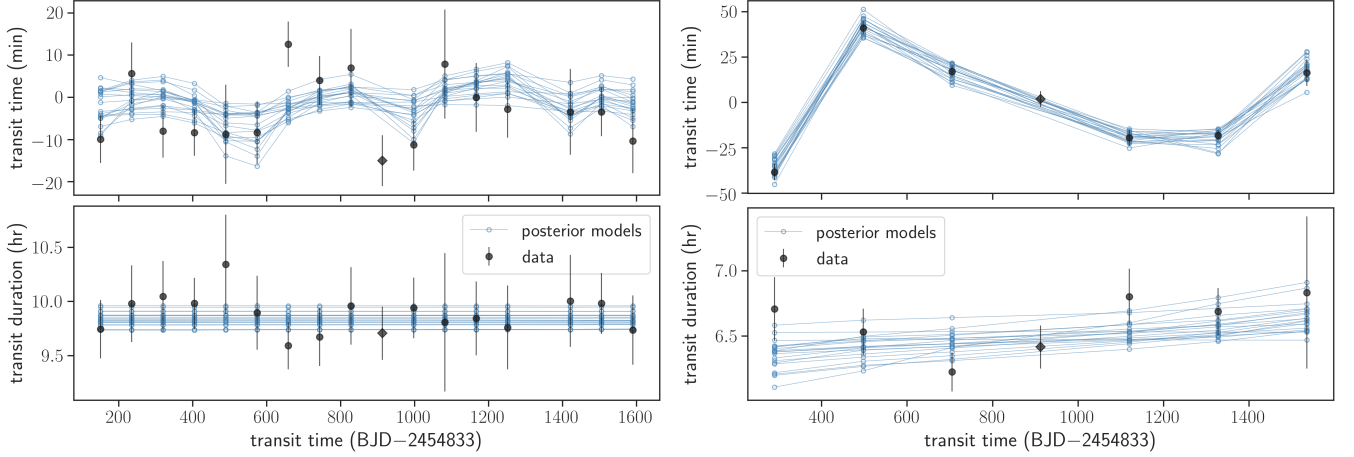 transit time (min)
20
10
0
−10
−20
transit time (min)
50
25
0
−25
−50
transit duration (hr)
10.5
10.0
9.5
posterior models
data
200 400 600 800 1000 1200 1400 1600
transit time (BJD−2454833)
transit duration (hr)
7.0
6.5
posterior models
data
400 600 800 1000 1200 1400
transit time (BJD−2454833)